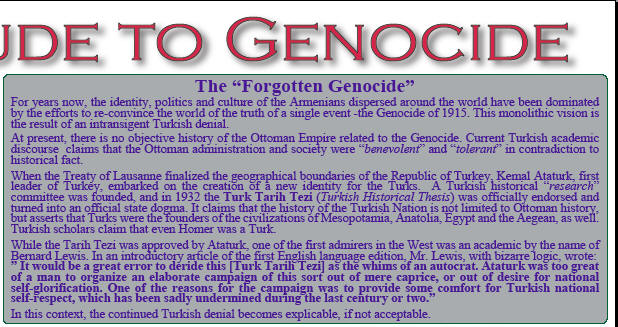 UDE TO GENOCIDE
The “Forgotten Genocide”
For years now, the identity, politics and culture of the Armenians dispersed around the world have been dominated
by the efforts to re-convince the world of the truth of a single event -the Genocide of 1915. This monolithic vision is
the result of an intransigent Turkish denial.
At present, there is no objective history of the Ottoman Empire related to the Genocide. Current Turkish academic
discourse claims that the Ottoman administration and society were “benevolent” and “tolerant” in contradiction to
historical fact.
When the Treaty of Lausanne finalized the geographical boundaries of the Republic of Turkey, Kemal Ataturk, first
leader of Turkey, embarked on the creation of a new identity for the Turks. A Turkish historical “research”
committee was founded, and in 1932 the Turk Tarih Tezi (Turkish Historical Thesis) was officially endorsed and
turned into an official state dogma. It claims that the history of the Turkish Nation is not limited to Ottoman history,
but asserts that Turks were the founders of the civilizations of Mesopotamia, Anatolia, Egypt and the Aegean, as well.
Turkish scholars claim that even Homer was a Turk.
While the Tarih Tezi was approved by Ataturk, one of the first admirers in the West was an academic by the name of
Bernard Lewis. In an introductory article of the first English language edition, Mr. Lewis, with bizarre logic, wrote:
” It would be a great error to deride this [Turk Tarih Tezi] as the whims of an autocrat. Ataturk was too great
of a man to organize an elaborate campaign of this sort out of mere caprice, or out of desire for national
self-glorification. One of the reasons for the campaign was to provide some comfort for Turkish national
self-respect, which has been sadly undermined during the last century or two.”
In this context, the continued Turkish denial becomes explicable, if not acceptable.